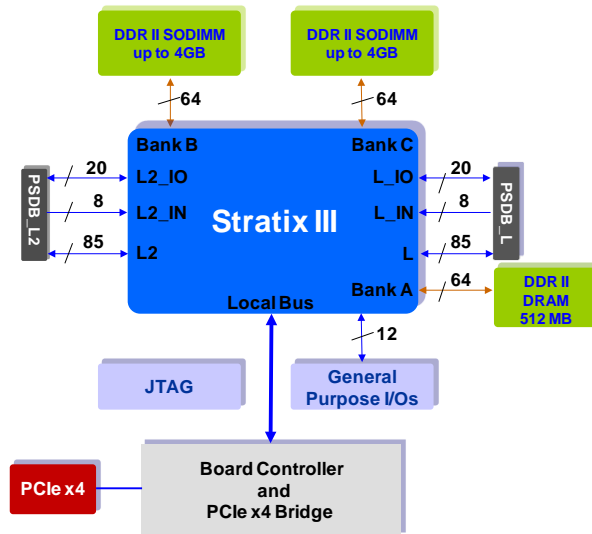 DDR II SODIMM
up to 4GB
DDR II SODIMM
up to 4GB
64
64
Bank B
Bank C
PSDB_L2
20
L2_IO
L_IO
20
PSDB_L
8
L2_IN
Stratix III
L_IN
8
85
L2
L
85
Bank A
64
DDR II
DRAM
512 MB
Local Bus
12
JTAG
General
Purpose I/Os
PCIe x4
Board Controller
and
PCIe x4 Bridge